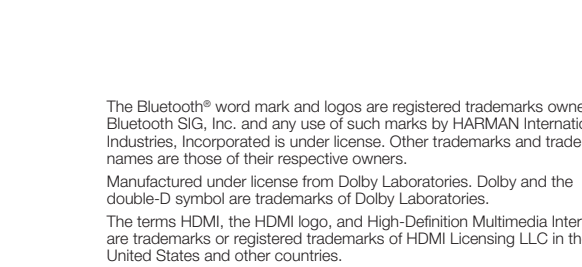 The Bluetooth® word mark and logos are registered trademarks owne
Bluetooth SIG, Inc. and any use of such marks by HARMAN Internatio
Industries, Incorporated is under license. Other trademarks and trade
names are those of their respective owners.
Manufactured under license from Dolby Laboratories. Dolby and the
double-D symbol are trademarks of Dolby Laboratories.
The terms HDMI, the HDMI logo, and High-Definition Multimedia Inter
are trademarks or registered trademarks of HDMI Licensing LLC in th
United States and other countries.